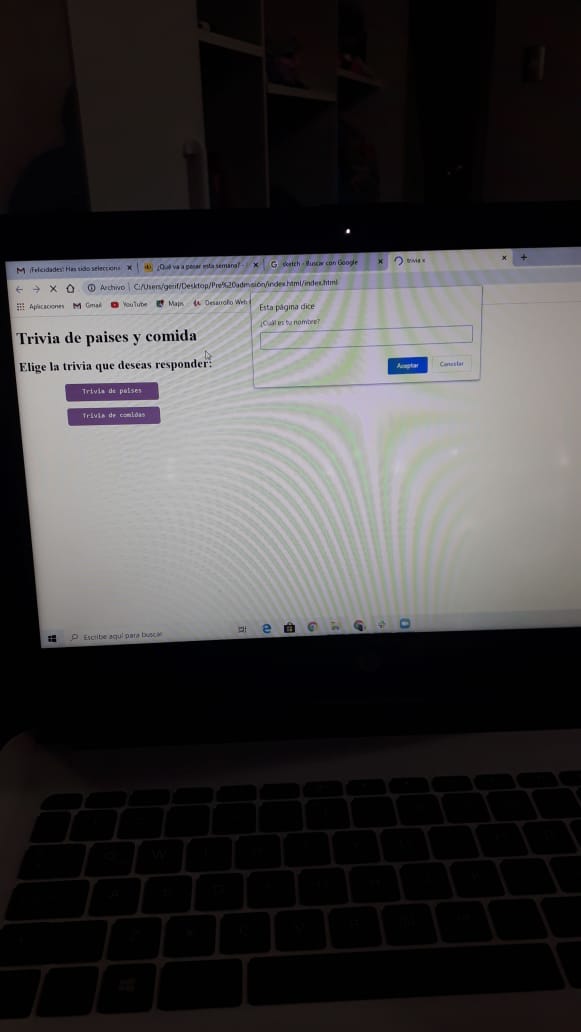 ¡Felicidades! Has sido selecciona
¿Qué va a pasar esta semana? -
sketch - Buscar con Google
trivia x
Archivo | C:/Users/gerif/Desktop/Pre%20admision/index.html/index.html
Aplicaciones Gmail YouTube Maps Desarrollo Web
Esta página dice
¿Cuál es tu nombre?
Aceptar Cancelar
Trivia de paises y comida
Elige la trivia que deseas responder:
Trivia de paises
Trivia de comidas
Escribe aquí para buscar